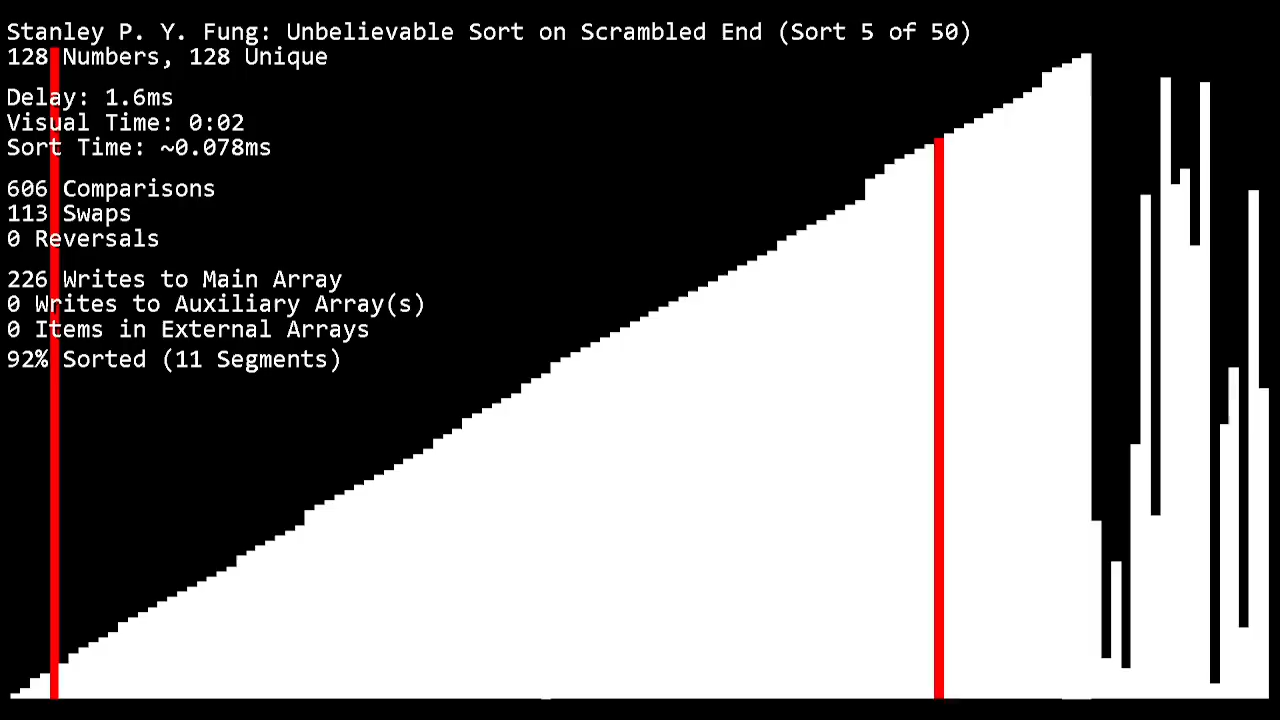 Stanley P. Y. Fung: Unbelievable Sort on Scrambled End (Sort 5 of 50)
128 Numbers, 128 Unique
Delay: 1.6ms
Visual Time: 0:02
Sort Time: ~0.078ms
606 Comparisons
113 Swaps
0 Reversals
226 Writes to Main Array
0 Writes to Auxiliary Array(s)
0 Items in External Arrays
92% Sorted (11 Segments)